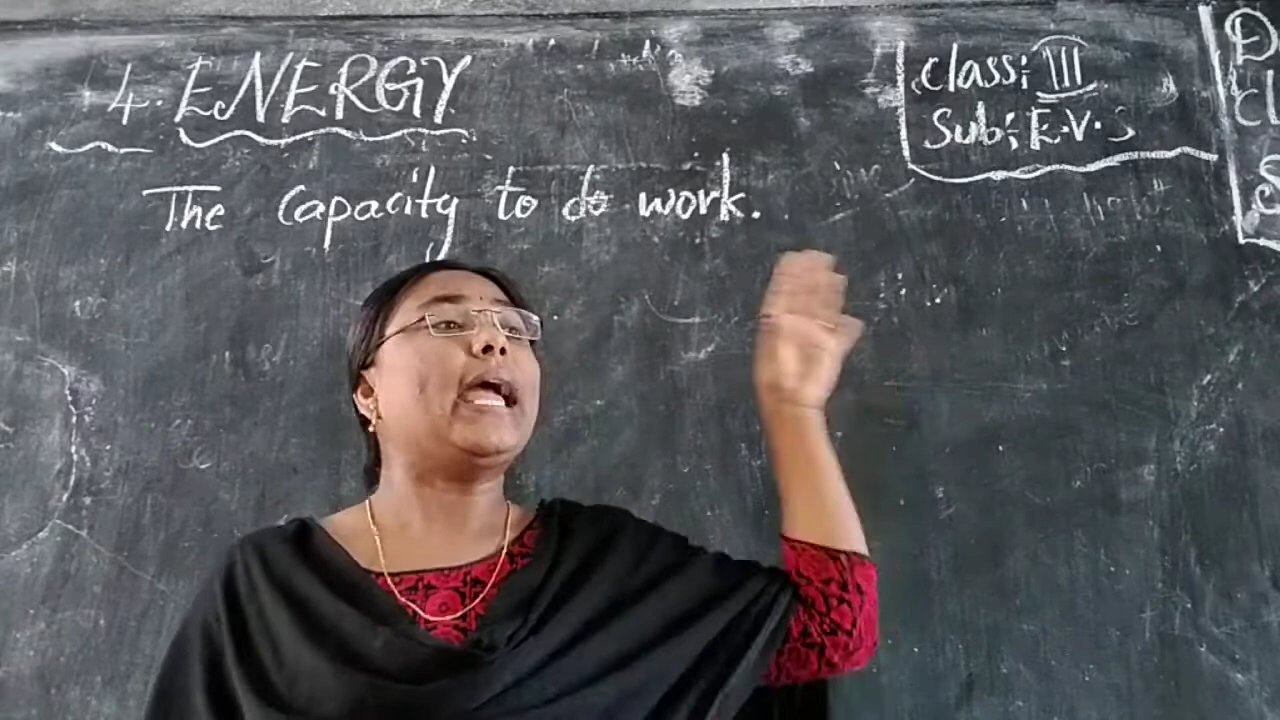 4. ENERGY
The capacity to do work.
Class: III
Sub: E.V.S